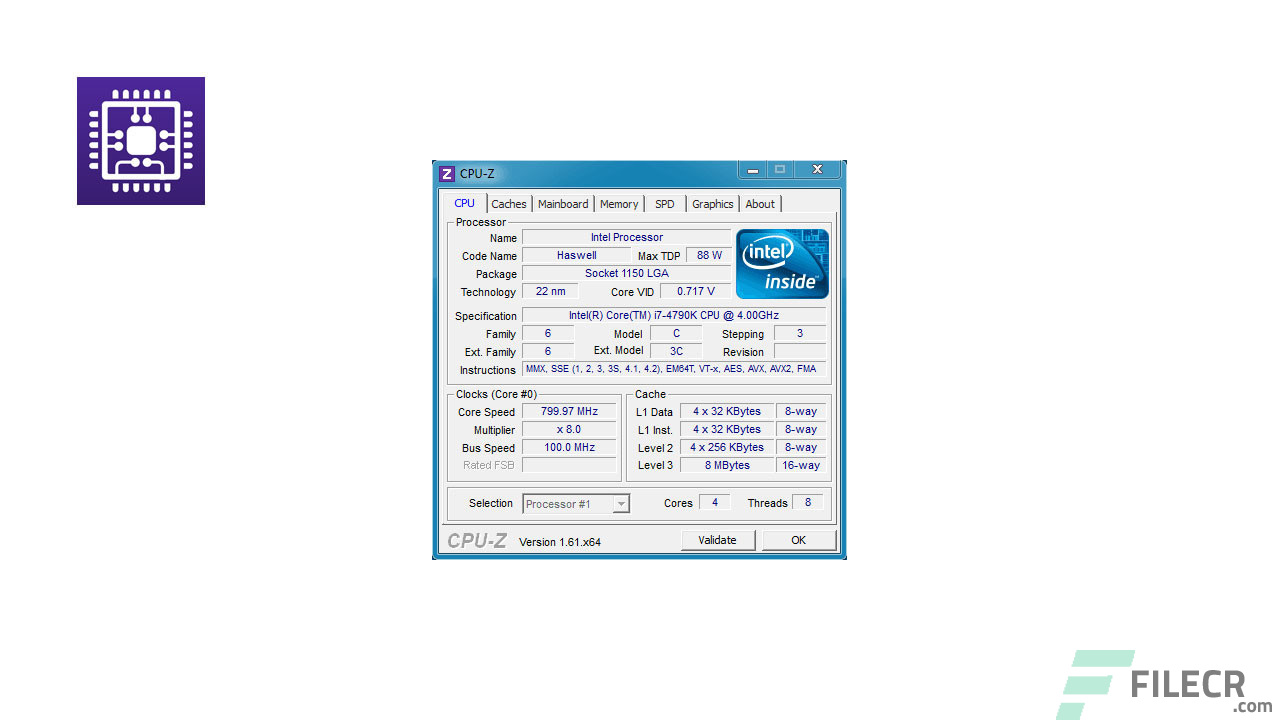 Z CPU-Z
CPU Caches Mainboard Memory SPD Graphics About
Processor
Name Intel Processor
Code Name Haswell Max TDP 88 W
Package Socket 1150 LGA
Technology 22 nm Core VID 0.717 V
intel inside
Specification Intel(R) Core(TM) i7-4790K CPU @ 4.00GHz
Family 6 Model C Stepping 3
Ext. Family 6 Ext. Model 3C Revision
Instructions MMX, SSE (1, 2, 3, 3S, 4.1, 4.2), EM64T, VT-x, AES, AVX, AVX2, FMA
Clocks (Core #0)
Core Speed 799.97 MHz
Multiplier x 8.0
Bus Speed 100.0 MHz
Rated FSB
Cache
L1 Data 4 x 32 KBytes 8-way
L1 Inst. 4 x 32 KBytes 8-way
Level 2 4 x 256 KBytes 8-way
Level 3 8 MBytes 16-way
Selection Processor #1 Cores 4 Threads 8
CPU-Z Version 1.61.x64 Validate OK
FILECR
.com